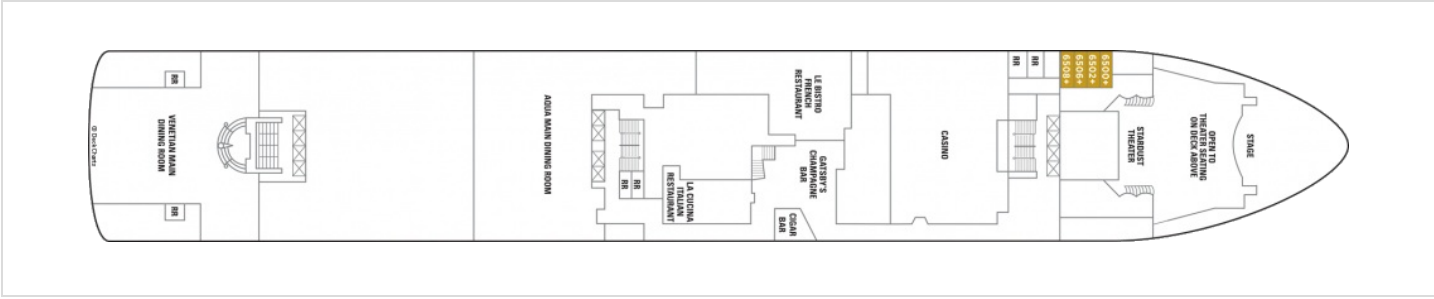 © DeckCharts
VENETIAN MAIN
DINING ROOM
RR
RR
AQUA MAIN DINING ROOM
RR
RR
LA CUCINA
ITALIAN
RESTAURANT
LE BISTRO
FRENCH
RESTAURANT
GATSBY'S
CHAMPAGNE
BAR
CIGAR
BAR
CASINO
RR
RR
6500+
6502+
6506+
6508+
STARDUST
THEATER
OPEN TO
THEATER SEATING
ON DECK ABOVE
STAGE